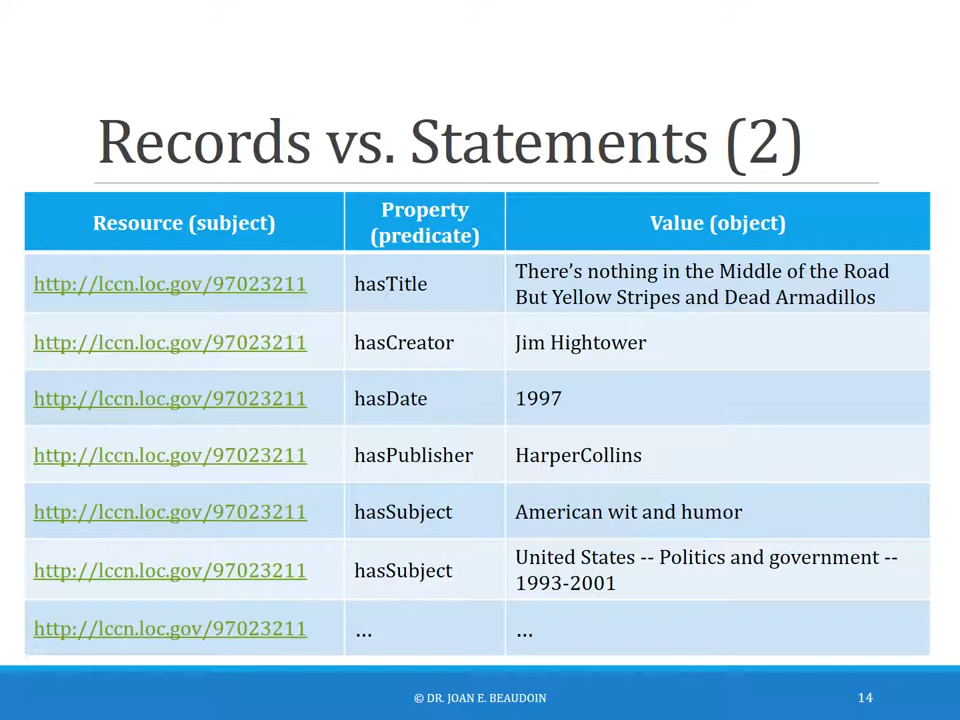 Records vs. Statements (2)
Resource (subject)
Property
(predicate)
Value (object)
http://lccn.loc.gov/97023211
hasTitle
There’s nothing in the Middle of the Road
But Yellow Stripes and Dead Armadillos
http://lccn.loc.gov/97023211
hasCreator
Jim Hightower
http://lccn.loc.gov/97023211
hasDate
1997
http://lccn.loc.gov/97023211
hasPublisher
HarperCollins
http://lccn.loc.gov/97023211
hasSubject
American wit and humor
http://lccn.loc.gov/97023211
hasSubject
United States -- Politics and government --
1993-2001
http://lccn.loc.gov/97023211
...
...
© DR. JOAN E. BEAUDOIN
14